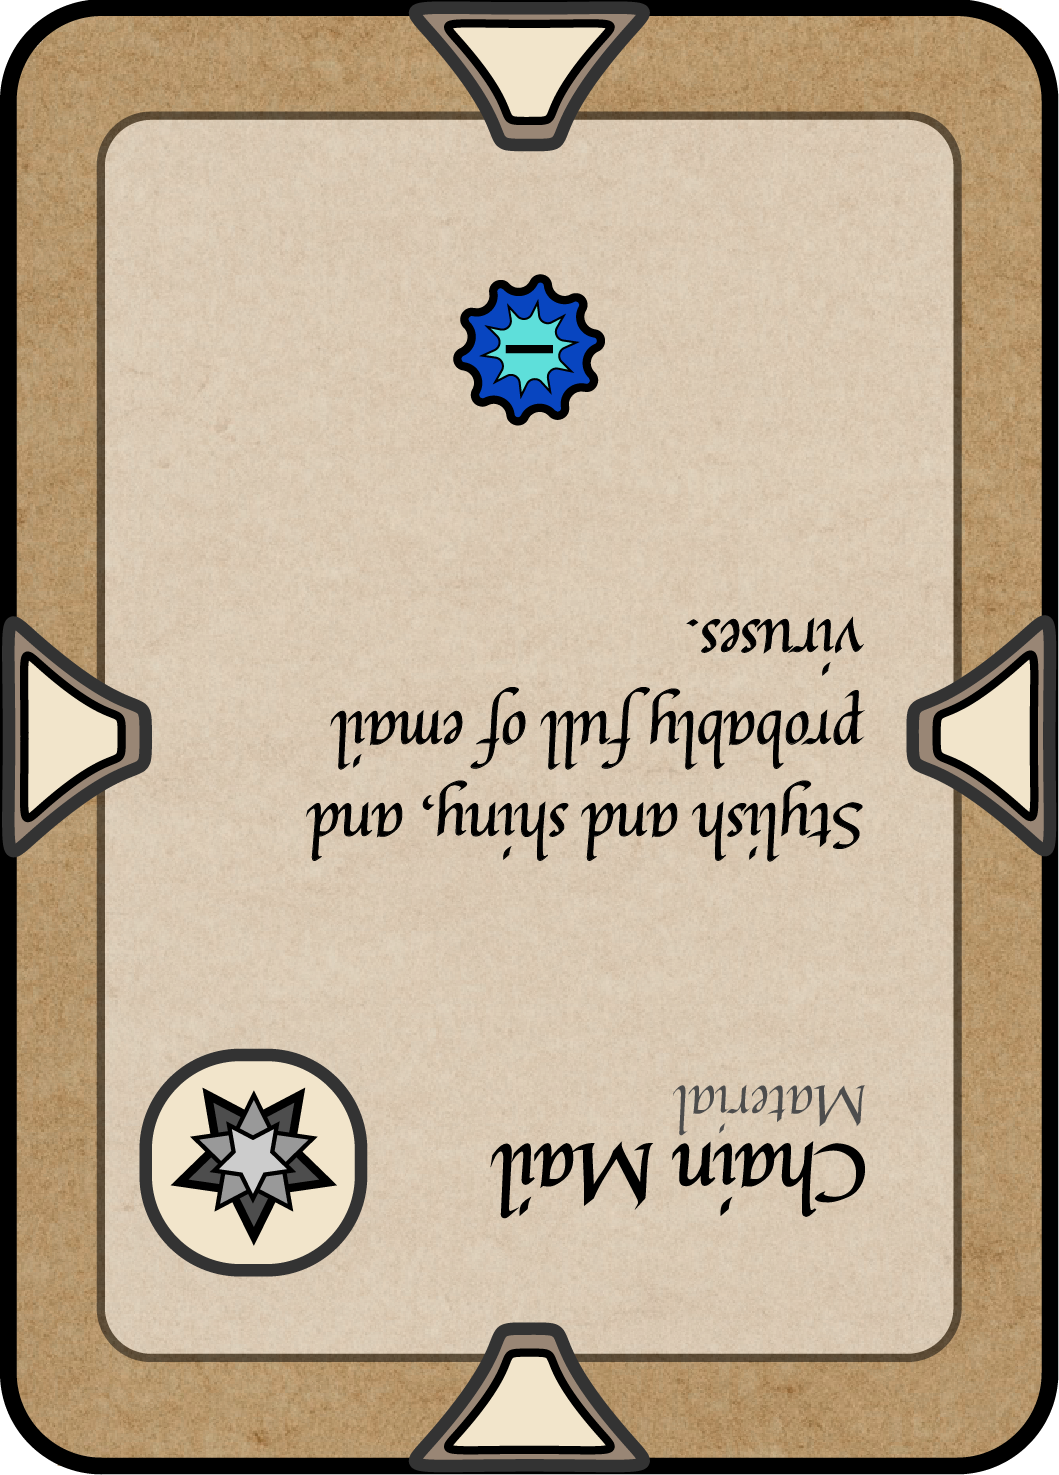 Chain Mail
Material
Stylish and shiny, and
probably full of email
viruses.